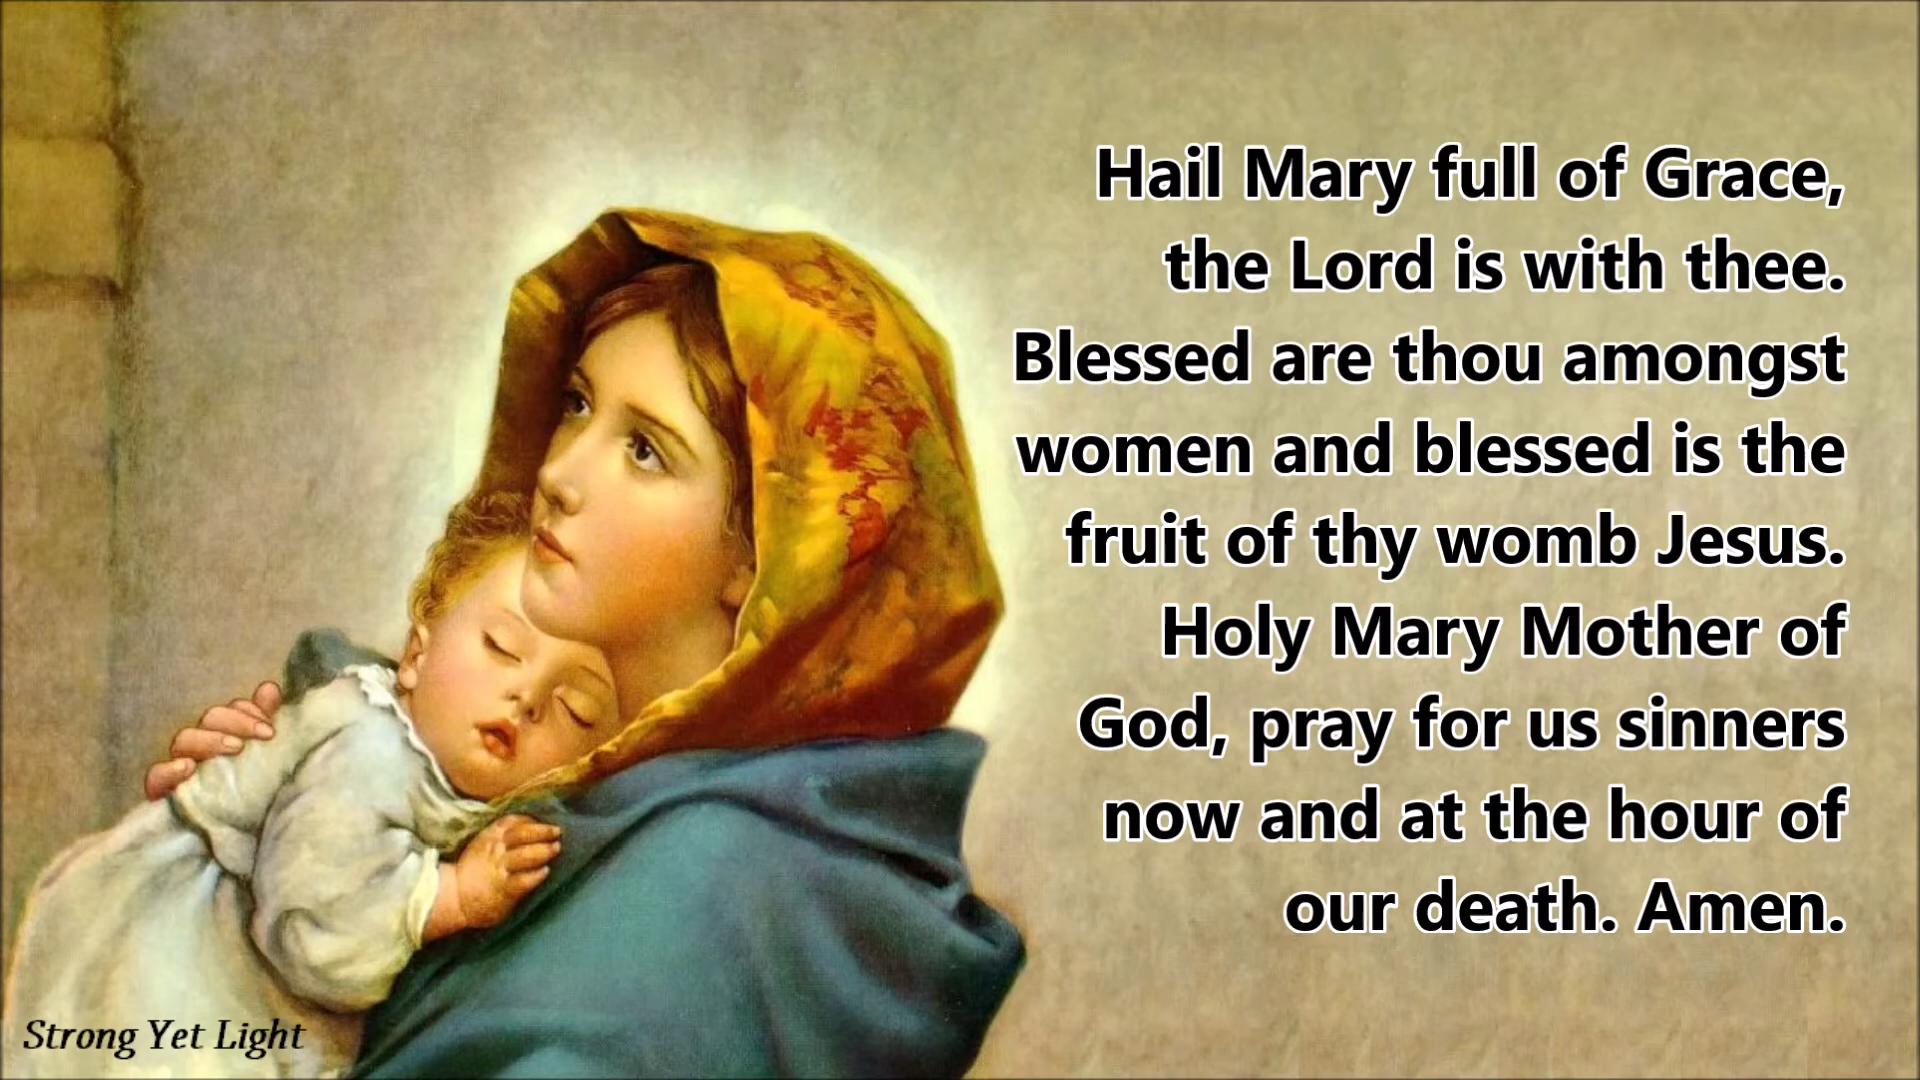 Hail Mary full of Grace,
the Lord is with thee.
Blessed are thou amongst
women and blessed is the
fruit of thy womb Jesus.
Holy Mary Mother of
God, pray for us sinners
now and at the hour of
our death. Amen.
Strong Yet Light